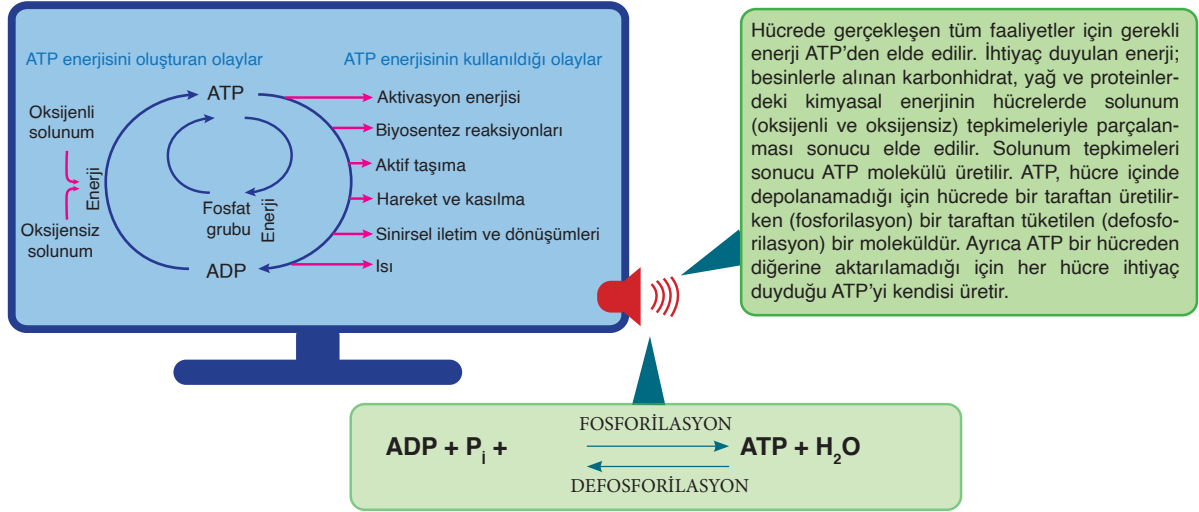 ATP enerjisini oluşturan olaylar
ATP enerjisinin kullanıldığı olaylar
Oksijenli
solunum
Oksijensiz
solunum
Enerji
ATP
Fosfat
grubu
Enerji
ADP
Aktivasyon enerjisi
Biyosentez reaksiyonları
Aktif taşıma
Hareket ve kasılma
Sinirsel iletim ve dönüşümleri
Isı
Hücrede gerçekleşen tüm faaliyetler için gerekli
enerji ATP’den elde edilir. İhtiyaç duyulan enerji;
besinlerle alınan karbonhidrat, yağ ve proteinler-
deki kimyasal enerjinin hücrelerde solunum
(oksijenli ve oksijensiz) tepkimeleriyle parçalan-
ması sonucu elde edilir. Solunum tepkimeleri
sonucu ATP molekülü üretilir. ATP, hücre içinde
depolanamadığı için hücrede bir taraftan üretilir-
ken (fosforilasyon) bir taraftan tüketilen (defosfo-
rilasyon) bir moleküldür. Ayrıca ATP bir hücreden
diğerine aktarılamadığı için her hücre ihtiyaç
duyduğu ATP’yi kendisi üretir.
FOSFORİLASYON
ADP + Pᵢ + ATP + H₂O
DEFOSFORİLASYON